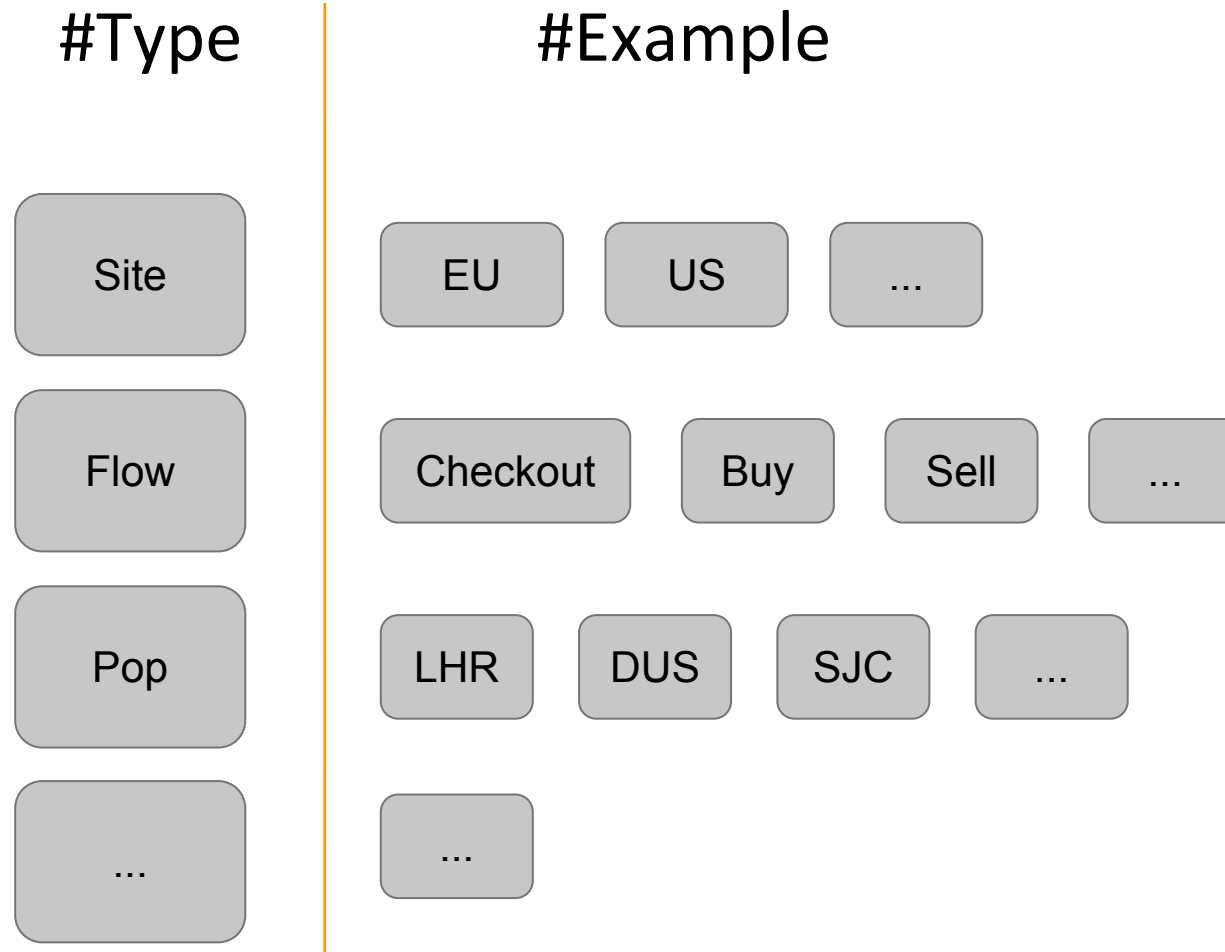 #Type #Example
Site EU US ...
Flow Checkout Buy Sell ...
Pop LHR DUS SJC ...
... ...